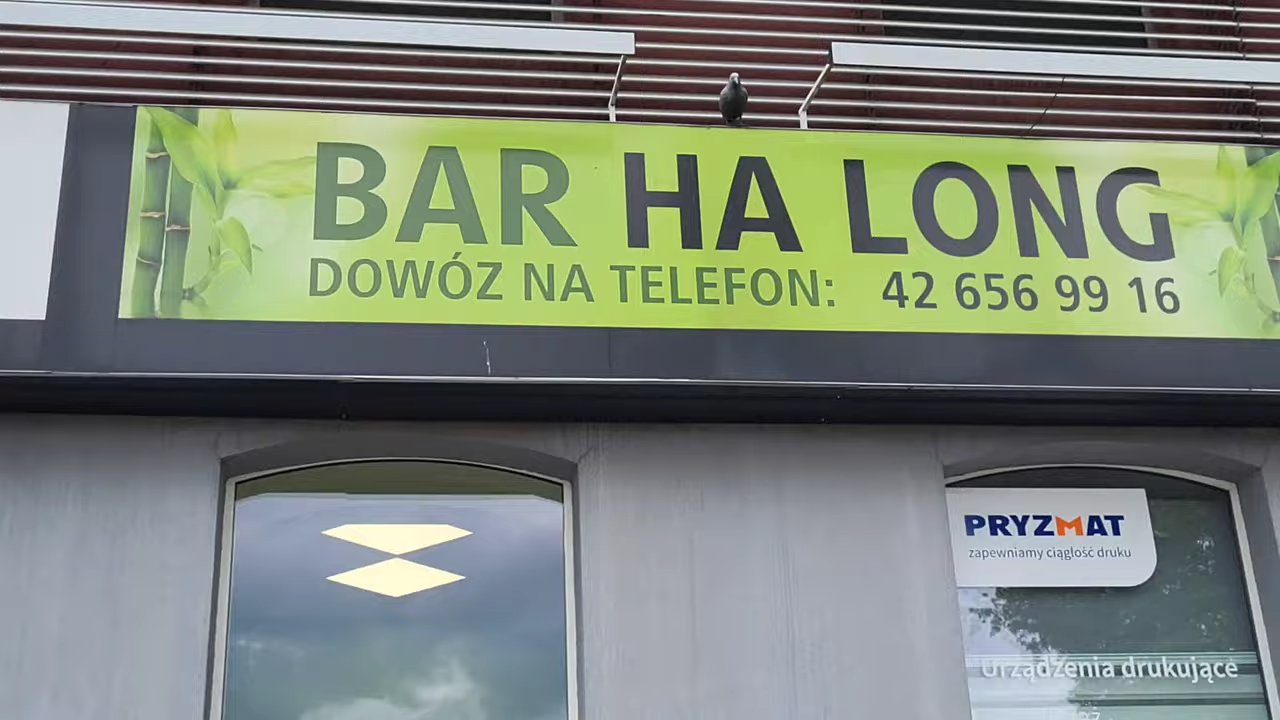 BAR HA LONG
DOWÓZ NA TELEFON: 42 656 99 16
PRYZMAT
zapewniamy ciągłość druku
Urządzenia drukujące